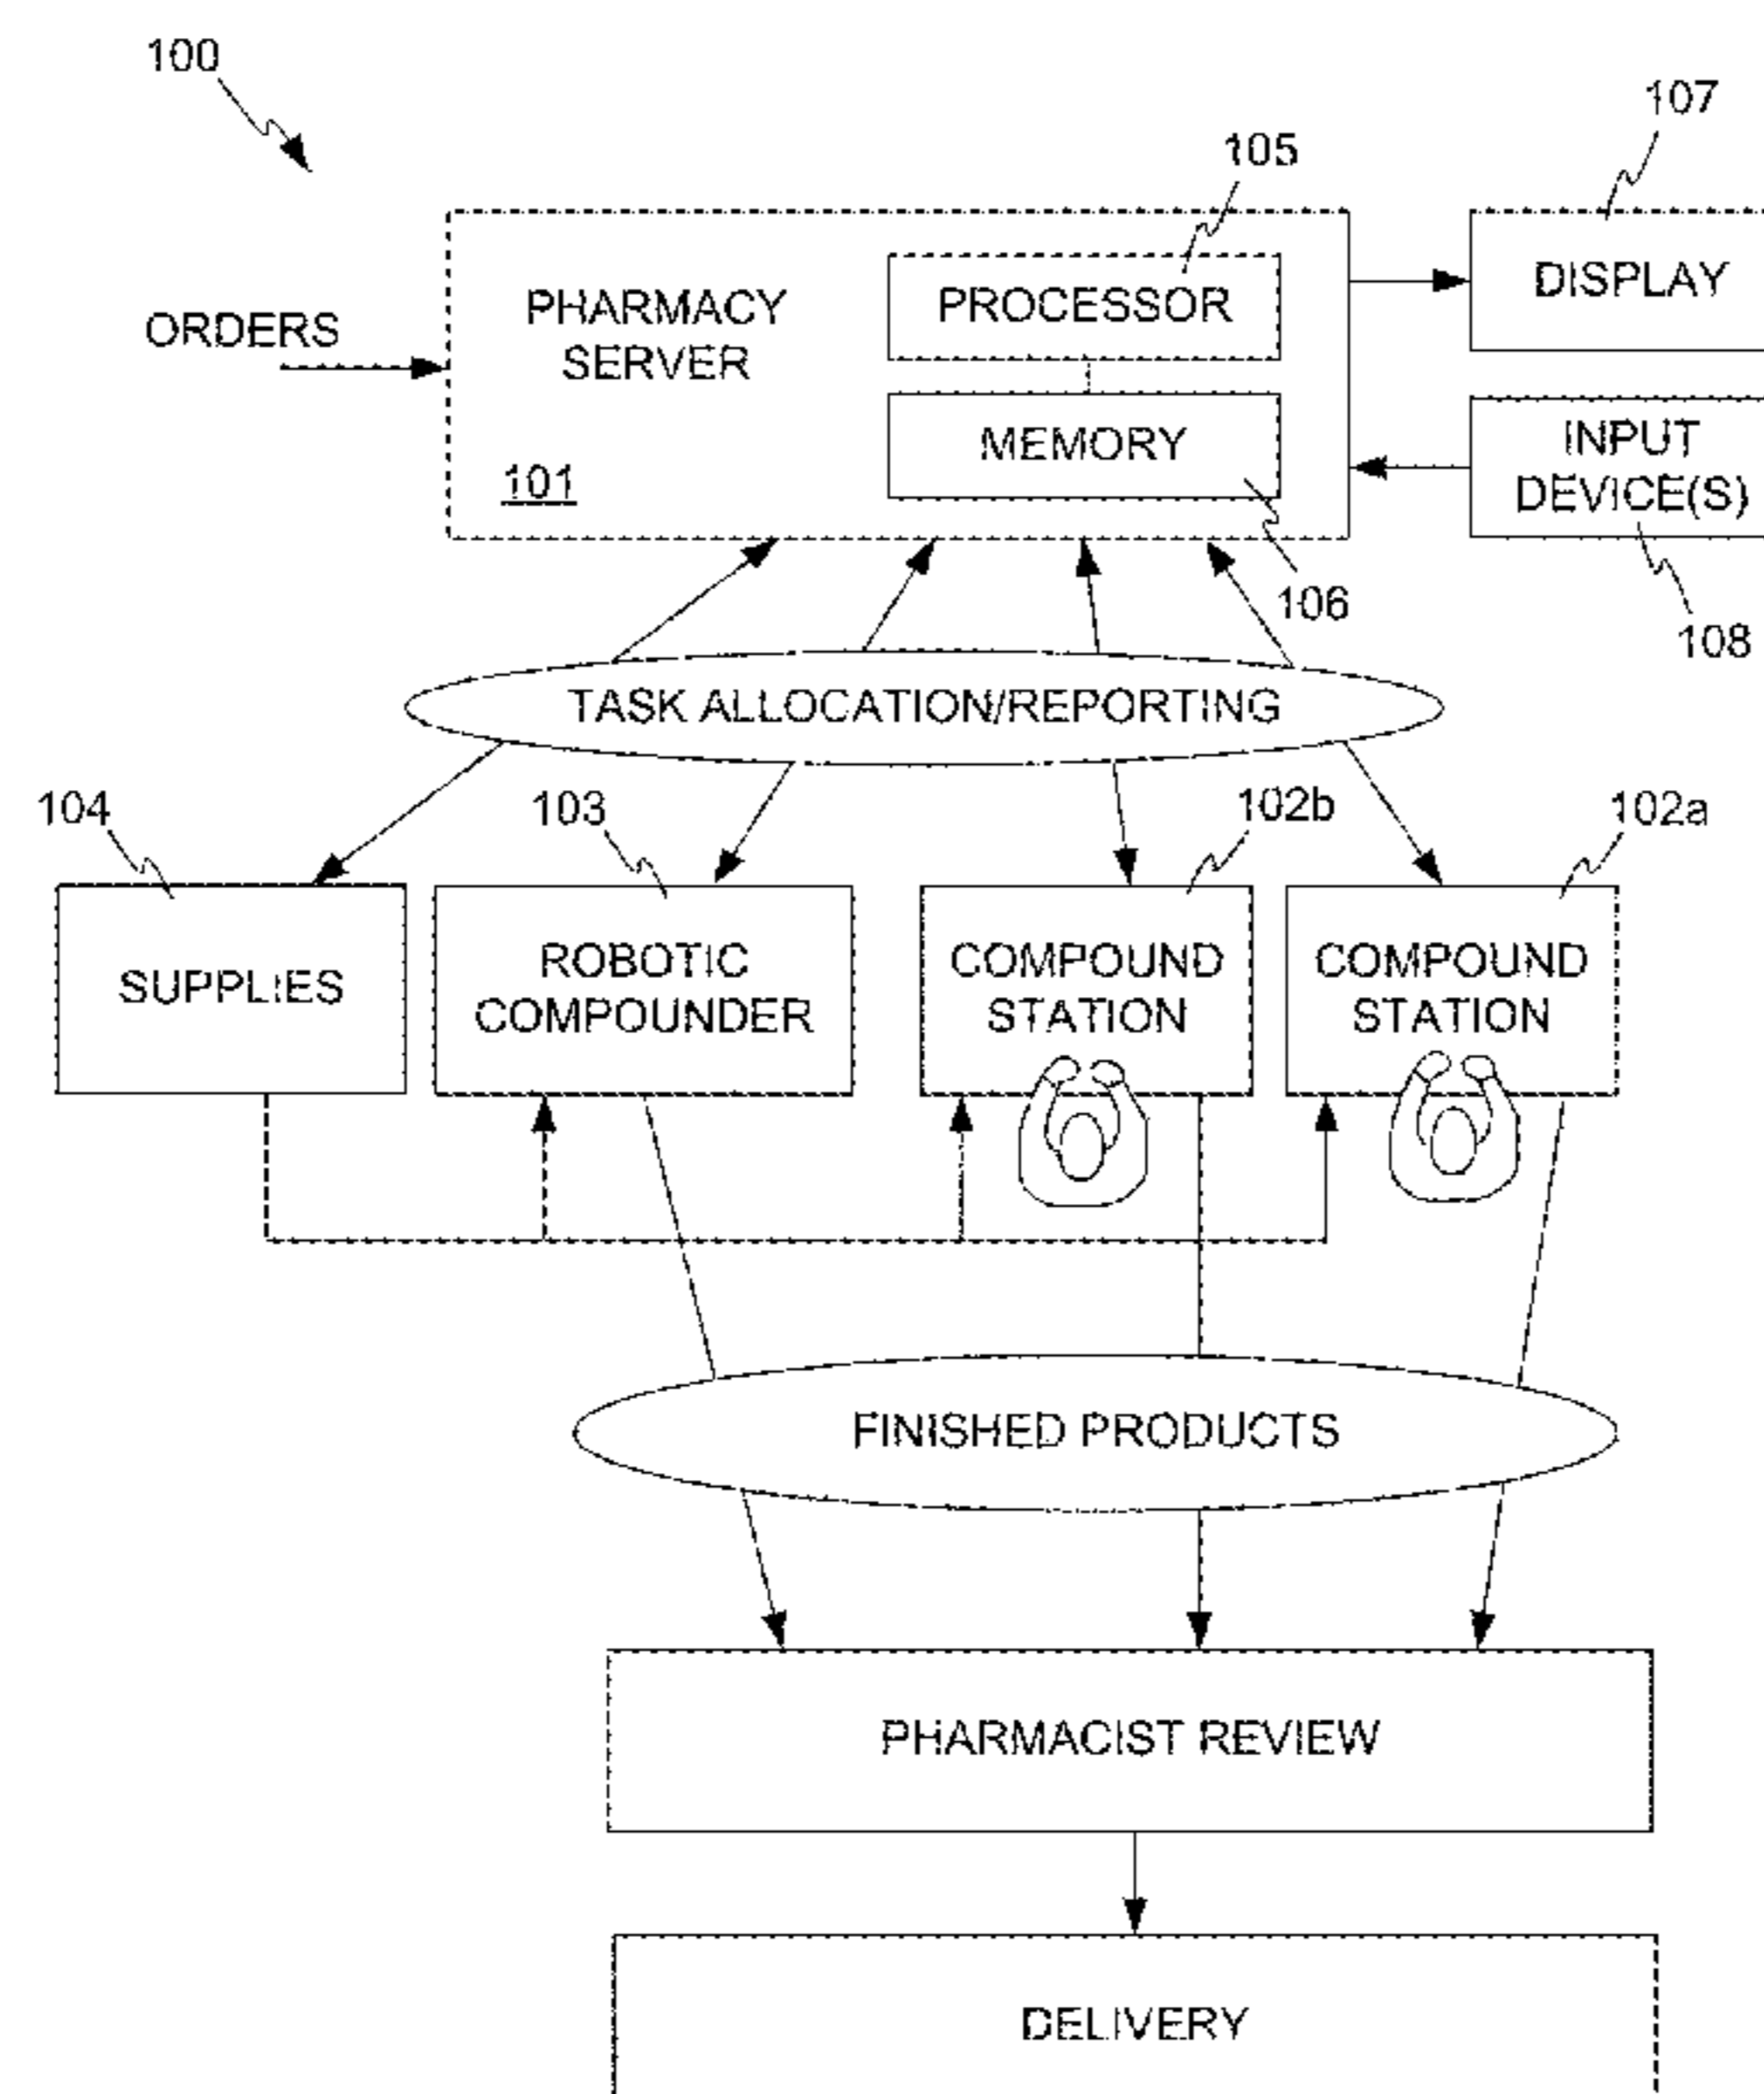 100
107
105
ORDERS
PHARMACY
SERVER
101
PROCESSOR
MEMORY
DISPLAY
INPUT
DEVICE(S)
106
108
TASK ALLOCATION/REPORTING
104
103
102b
102a
SUPPLIES
ROBOTIC
COMPOUNDER
COMPOUND
STATION
COMPOUND
STATION
FINISHED PRODUCTS
PHARMACIST REVIEW
DELIVERY